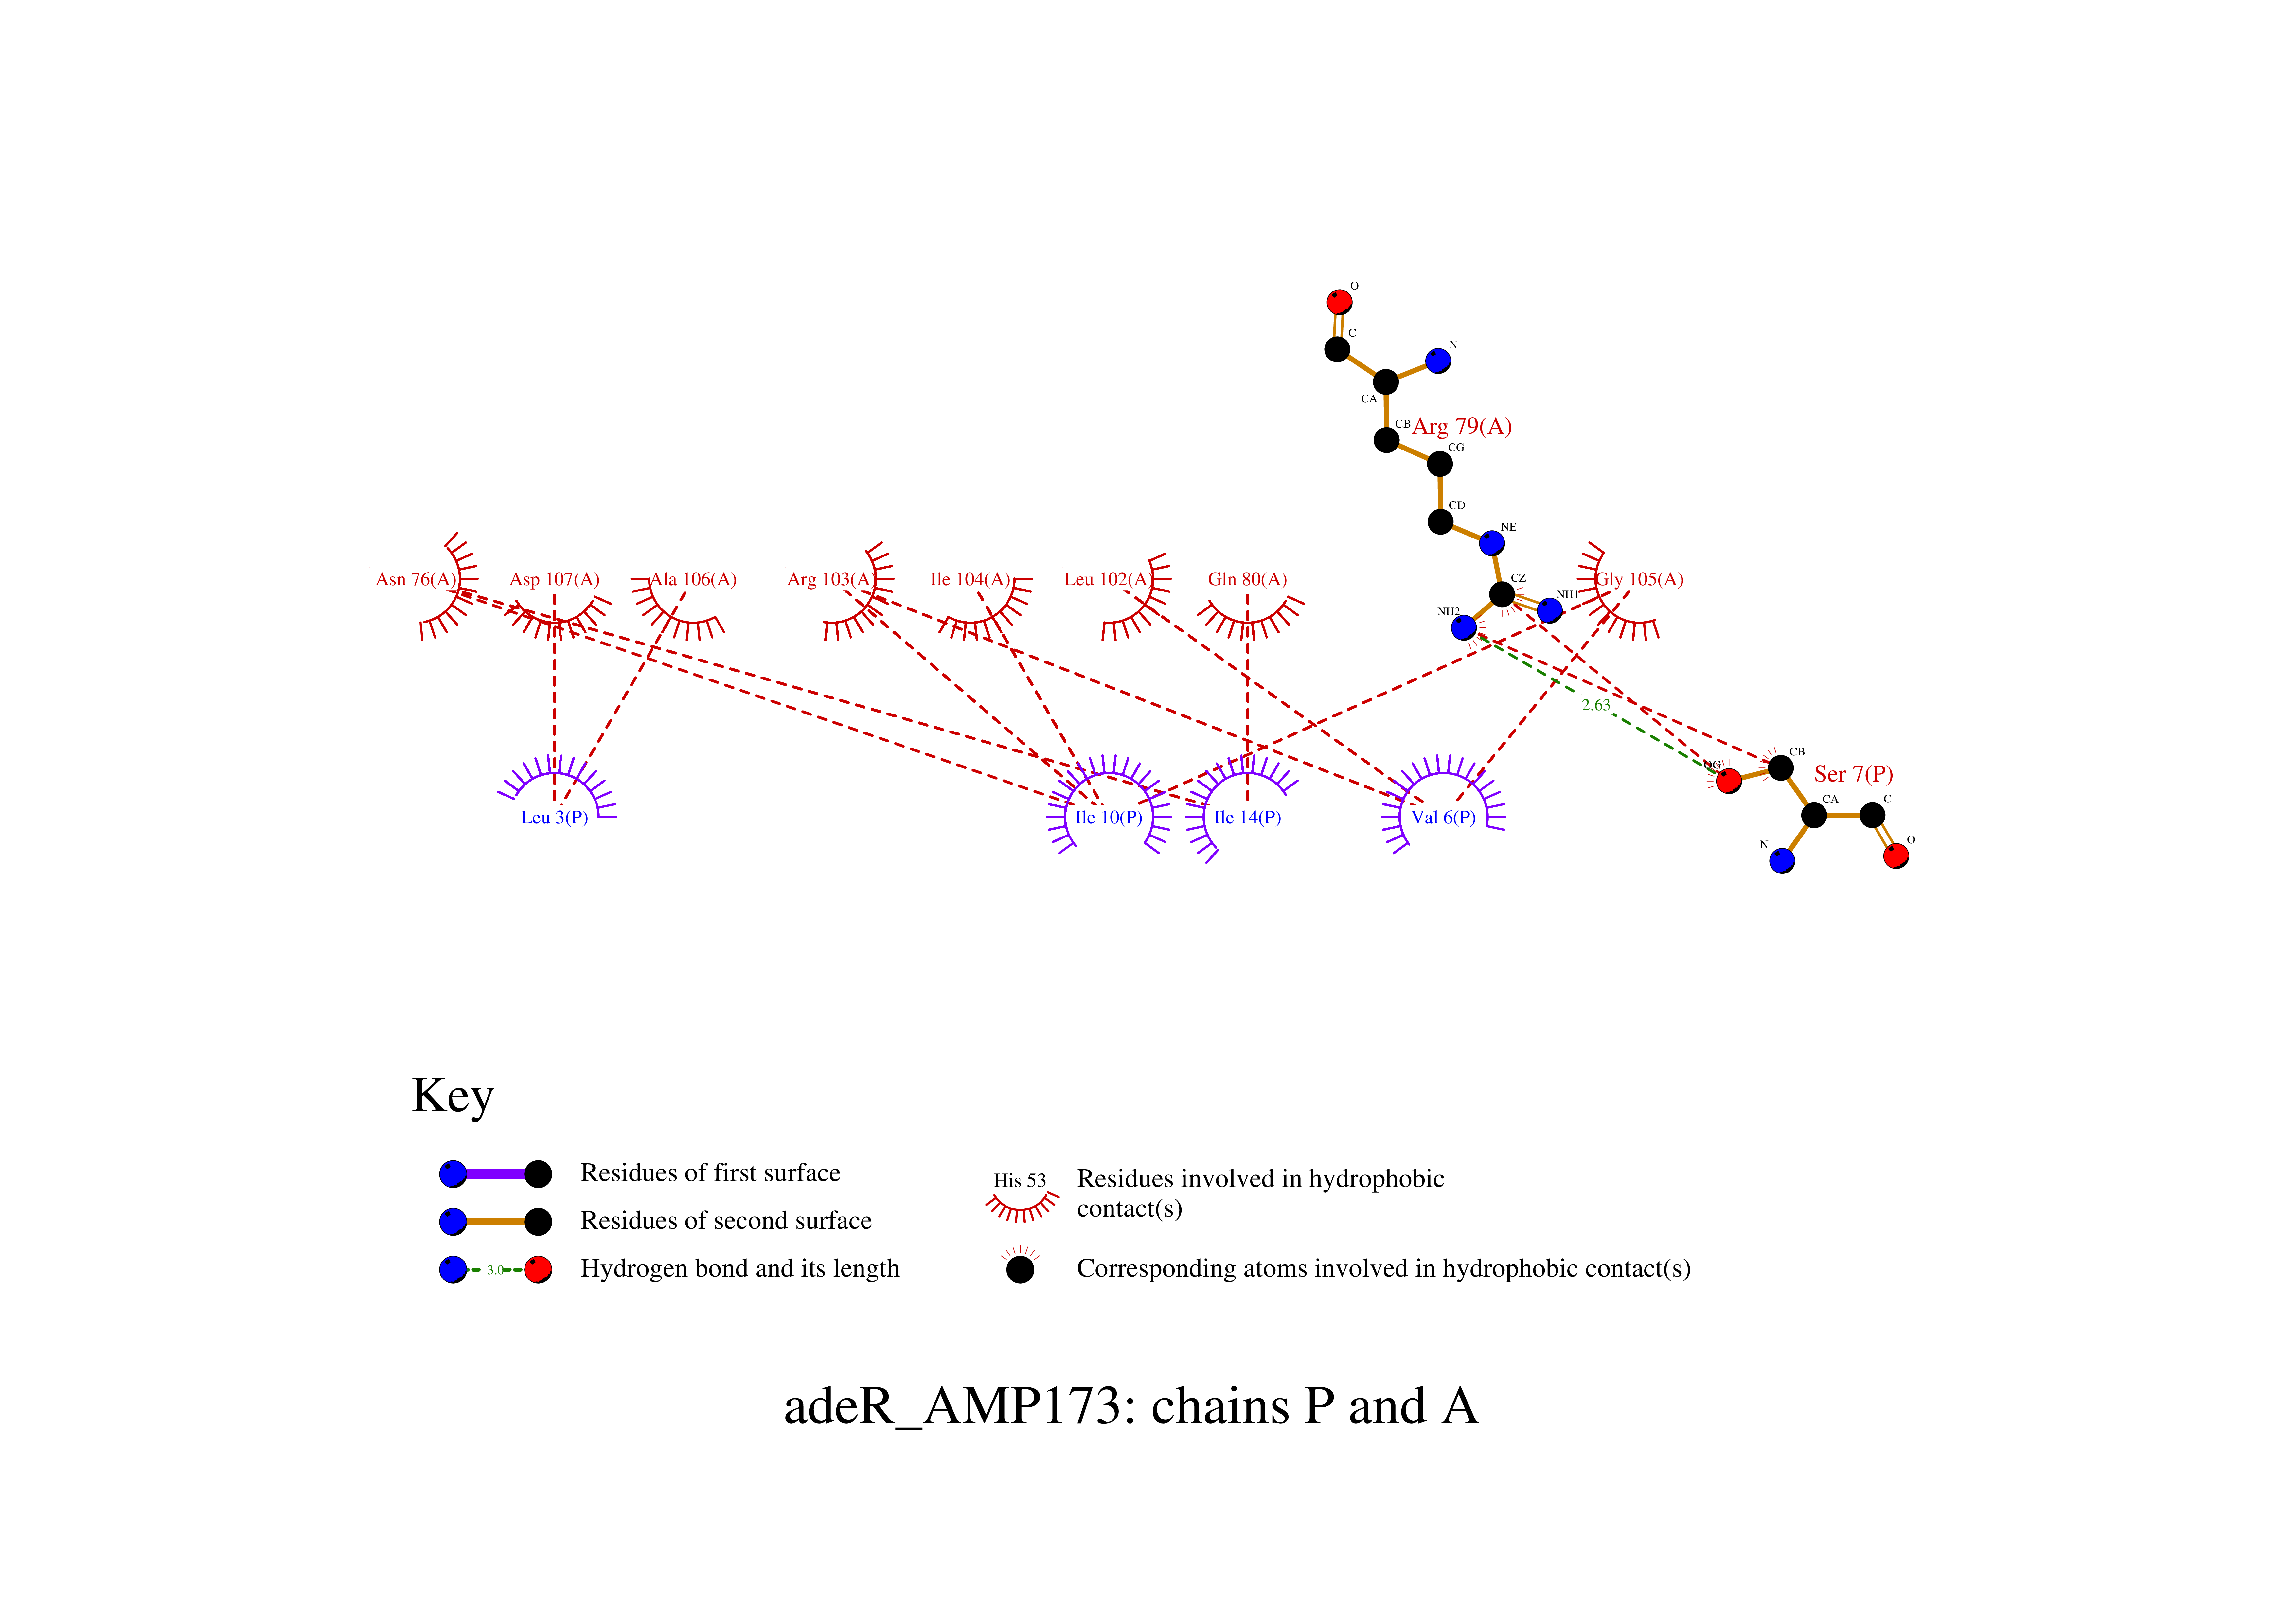 O
C
N
CA
CB
Arg 79(A)
CG
CD
NE
Asn 76(A)
Asp 107(A)
Ala 106(A)
Arg 103(A)
Ile 104(A)
Leu 102(A)
Gln 80(A)
CZ
Gly 105(A)
NH1
NH2
2.63
CB
OG
Ser 7(P)
CA
C
Leu 3(P)
Ile 10(P)
Ile 14(P)
Val 6(P)
N
O
Key
Residues of first surface
His 53
Residues involved in hydrophobic
contact(s)
Residues of second surface
3.0
Hydrogen bond and its length
Corresponding atoms involved in hydrophobic contact(s)
adeR_AMP173: chains P and A